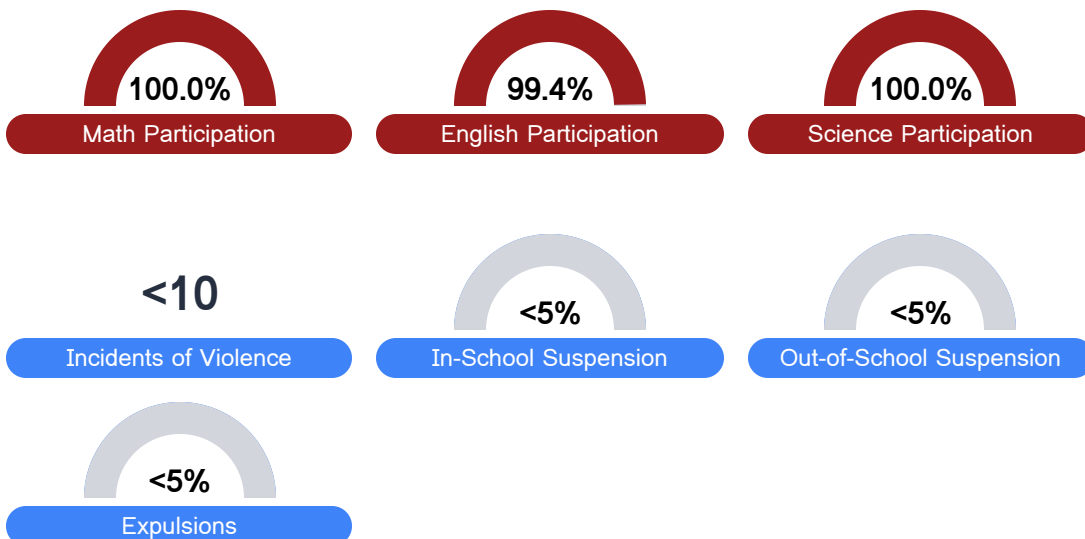 100.0%
Math Participation
99.4%
English Participation
100.0%
Science Participation
<10
Incidents of Violence
<5%
In-School Suspension
<5%
Out-of-School Suspension
<5%
Expulsions